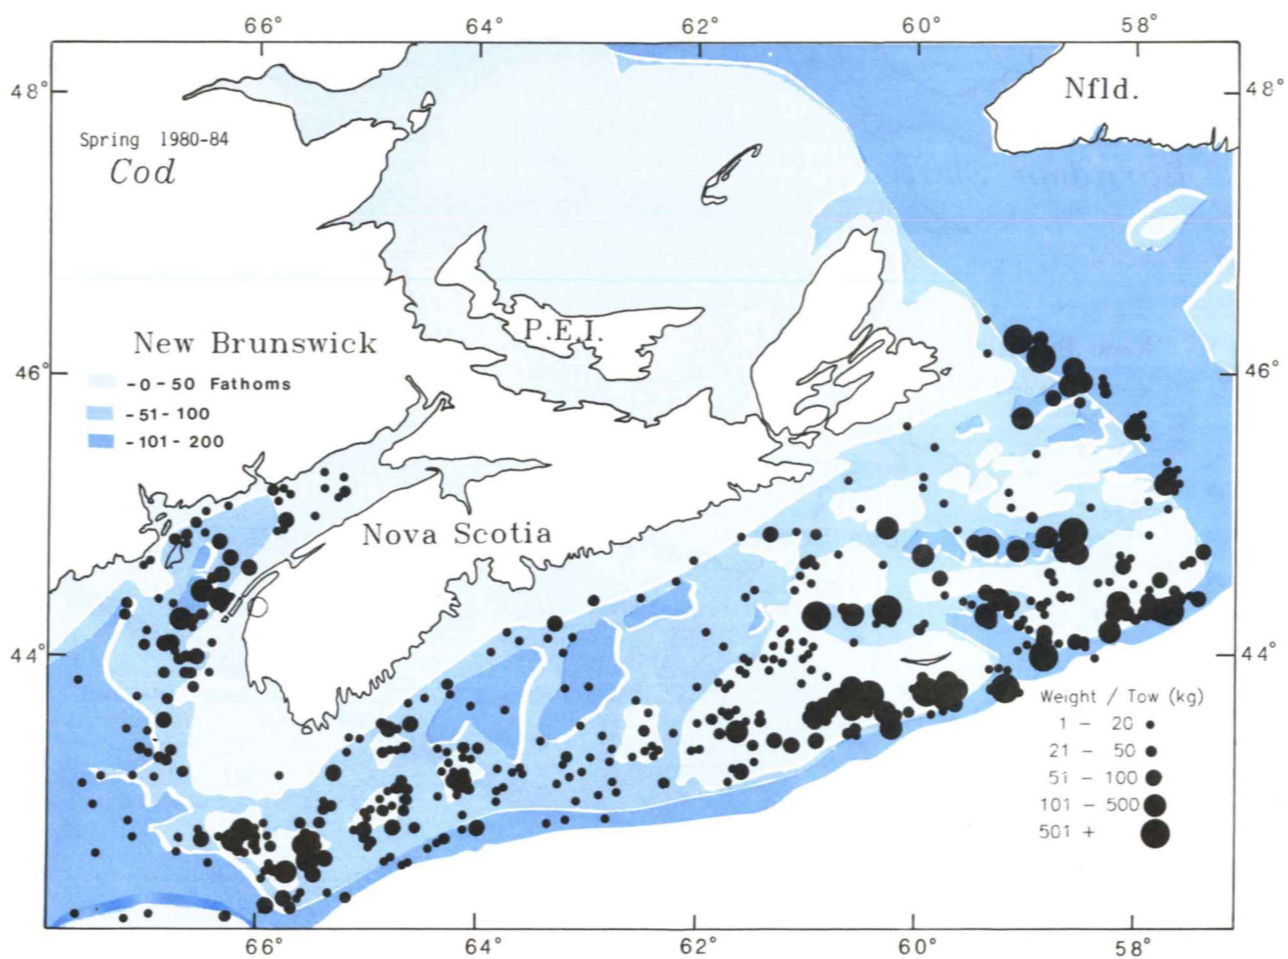 66° 64° 62° 60° 58°
48° 48°
Nfld.
Spring 1980-84
Cod
P.E.I.
New Brunswick
46° 46°
-0-50 Fathoms
-51-100
-101-200
Nova Scotia
44° 44°
Weight / Tow (kg)
1 - 20
21 - 50
51 - 100
101 - 500
501 +
66° 64° 62° 60° 58°